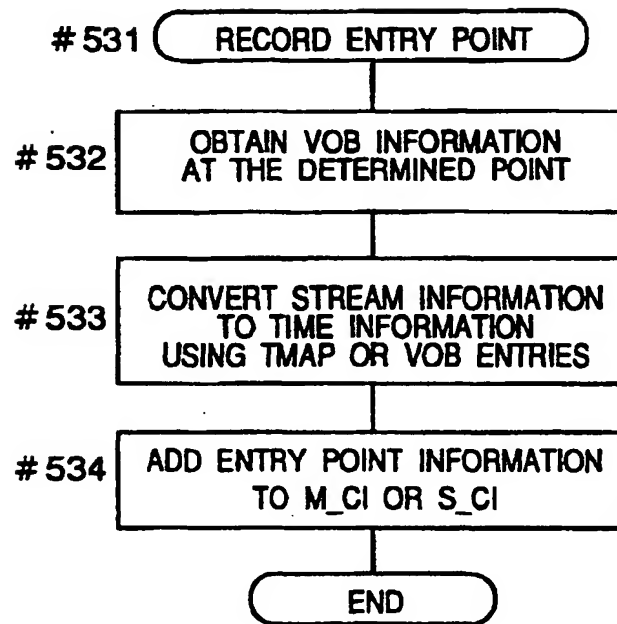 #531 RECORD ENTRY POINT
#532 OBTAIN VOB INFORMATION
AT THE DETERMINED POINT
#533 CONVERT STREAM INFORMATION
TO TIME INFORMATION
USING TMAP OR VOB ENTRIES
#534 ADD ENTRY POINT INFORMATION
TO M_CI OR S_CI
END